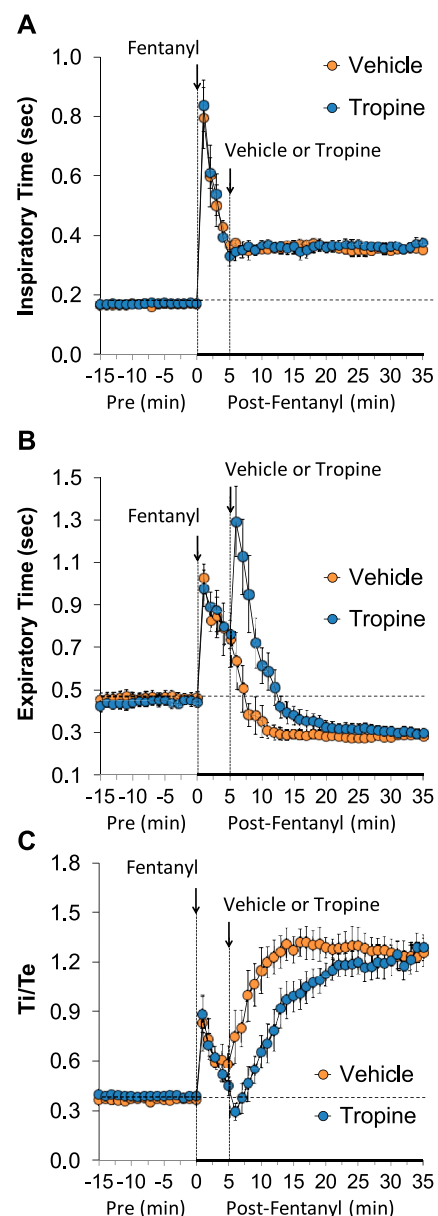 A
Fentanyl
Vehicle
Tropine
Vehicle or Tropine
Inspiratory Time (sec)
1.0
0.8
0.6
0.4
0.2
0.0
-15 -10 -5 0 5 10 15 20 25 30 35
Pre (min) Post-Fentanyl (min)
B
Vehicle or Tropine
Fentanyl
Vehicle
Tropine
Expiratory Time (sec)
1.5
1.3
1.1
0.9
0.7
0.5
0.3
0.1
-15 -10 -5 0 5 10 15 20 25 30 35
Pre (min) Post-Fentanyl (min)
C
Fentanyl
Vehicle or Tropine
Ti/Te
1.8
1.5
1.2
0.9
0.6
0.3
0.0
Vehicle
Tropine
-15 -10 -5 0 5 10 15 20 25 30 35
Pre (min) Post-Fentanyl (min)